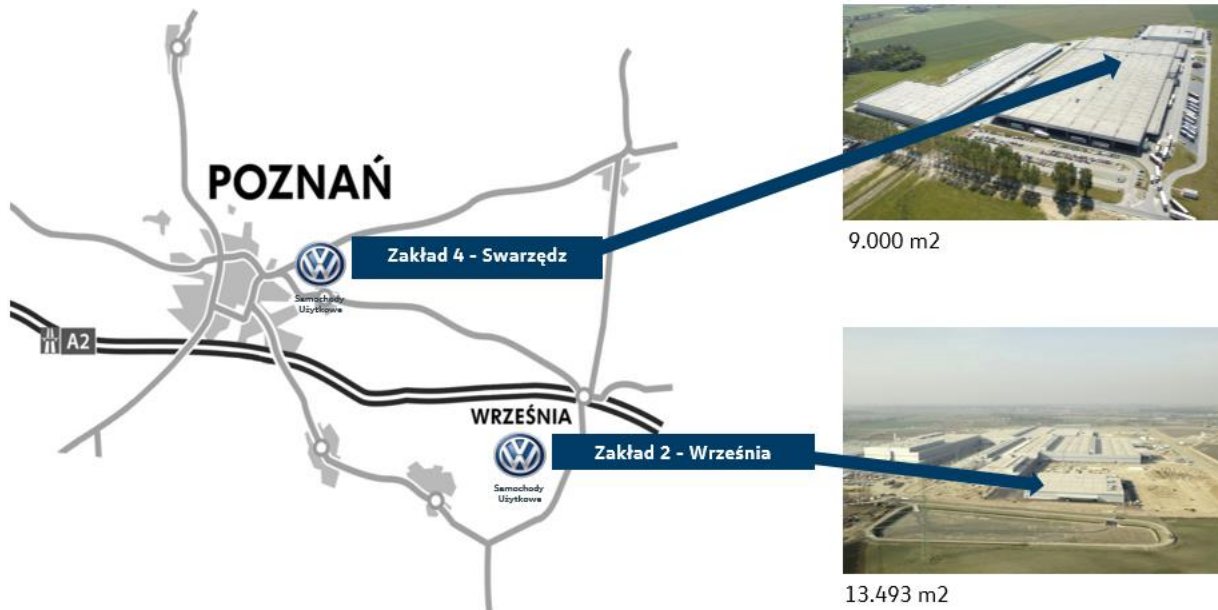 POZNAŃ
Zakład 4 - Swarzędz
Samochody
Użytkowe
9.000 m2
A2
WRZEŚNIA
Zakład 2 - Września
Samochody
Użytkowe
13.493 m2